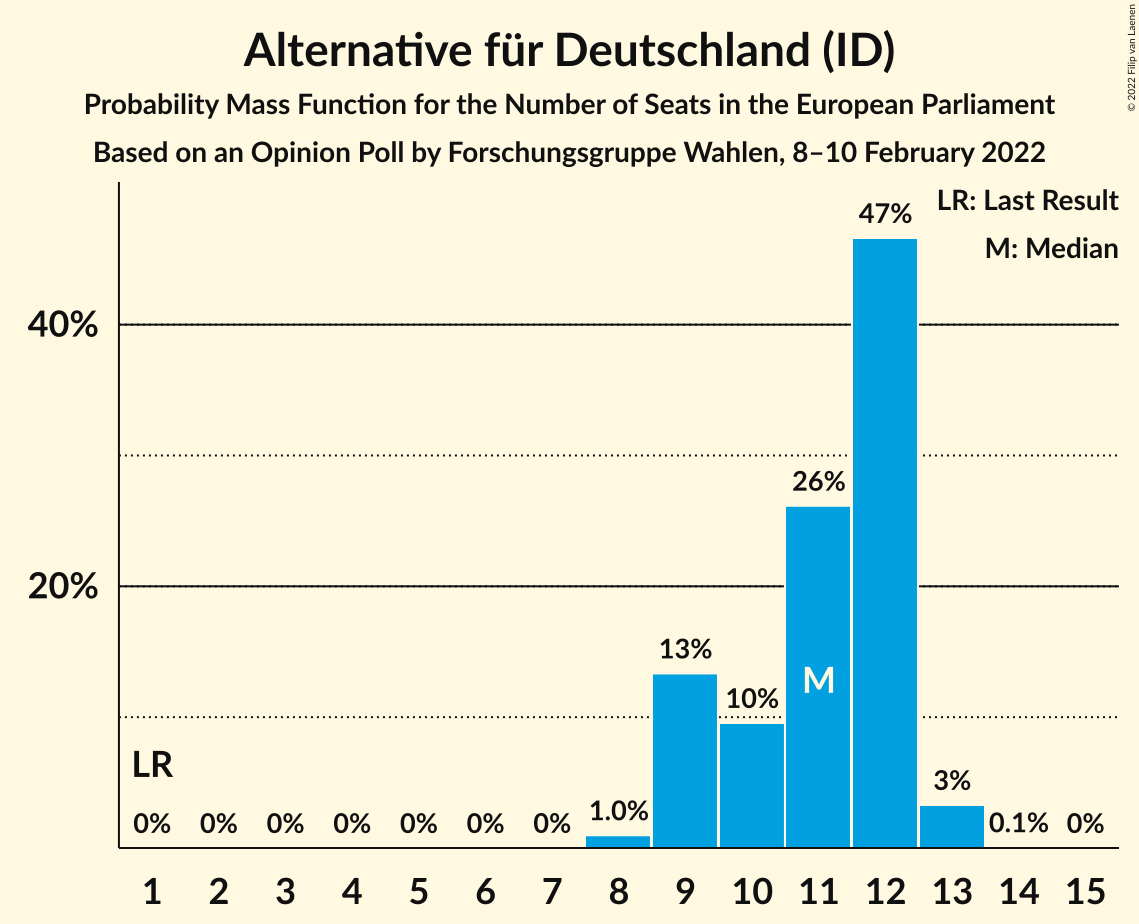 Alternative für Deutschland (ID)
Probability Mass Function for the Number of Seats in the European Parliament
Based on an Opinion Poll by Forschungsgruppe Wahlen, 8–10 February 2022
© 2022 Filip van Laenen
LR: Last Result
M: Median
47%
40%
26%
20%
13%
M
10%
LR
3%
0% 0% 0% 0% 0% 0% 0% 1.0% 0.1% 0%
1 2 3 4 5 6 7 8 9 10 11 12 13 14 15